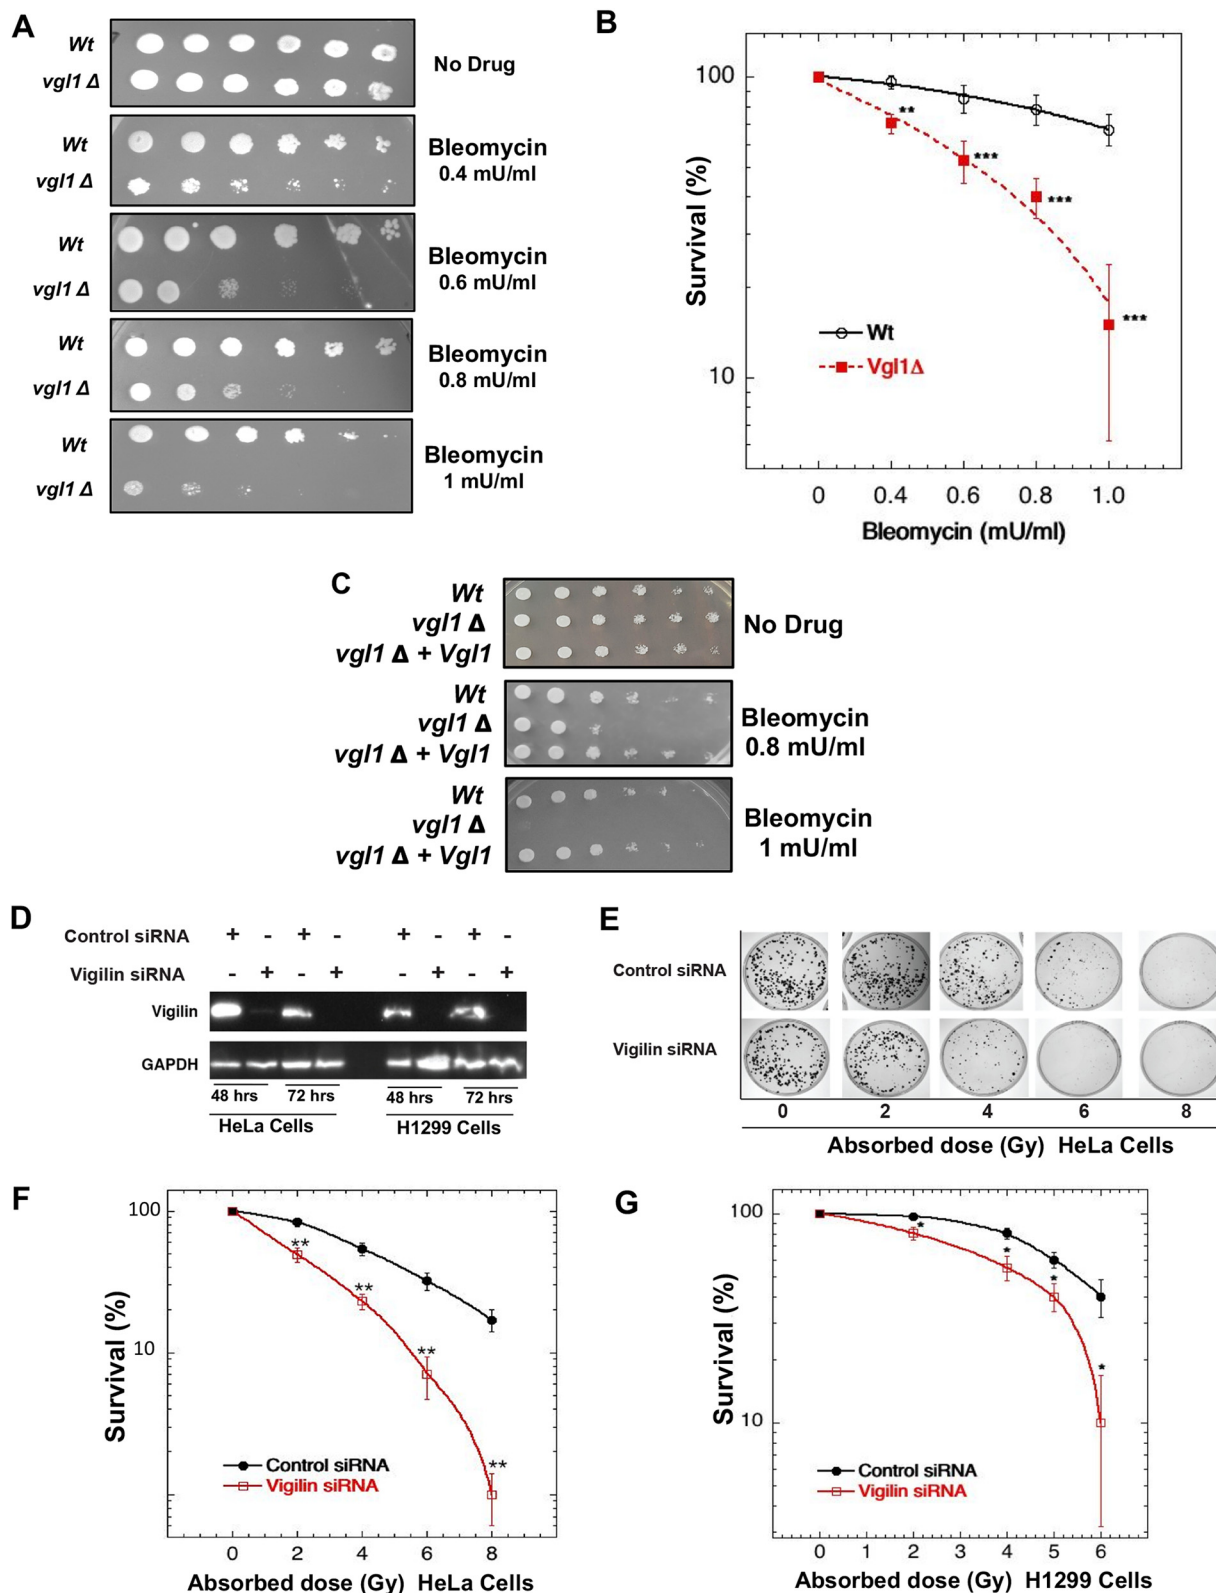 A
Wt
vgl1 Δ
No Drug
Wt
vgl1 Δ
Bleomycin
0.4 mU/ml
Wt
vgl1 Δ
Bleomycin
0.6 mU/ml
Wt
vgl1 Δ
Bleomycin
0.8 mU/ml
Wt
vgl1 Δ
Bleomycin
1 mU/ml
B
100
10
Survival (%)
**
***
***
***
Wt
Vgl1Δ
0 0.4 0.6 0.8 1.0
Bleomycin (mU/ml)
C
Wt
vgl1 Δ
vgl1 Δ + Vgl1
No Drug
Wt
vgl1 Δ
vgl1 Δ + Vgl1
Bleomycin
0.8 mU/ml
Wt
vgl1 Δ
vgl1 Δ + Vgl1
Bleomycin
1 mU/ml
D
Control siRNA + - + - + - + -
Vigilin siRNA - + - + - + - +
Vigilin
GAPDH
48 hrs 72 hrs 48 hrs 72 hrs
HeLa Cells H1299 Cells
E
Control siRNA
Vigilin siRNA
0 2 4 6 8
Absorbed dose (Gy) HeLa Cells
F
100
10
Survival (%)
**
**
**
**
Control siRNA
Vigilin siRNA
0 2 4 6 8
Absorbed dose (Gy) HeLa Cells
G
100
10
Survival (%)
*
*
*
*
Control siRNA
Vigilin siRNA
0 1 2 3 4 5 6
Absorbed dose (Gy) H1299 Cells